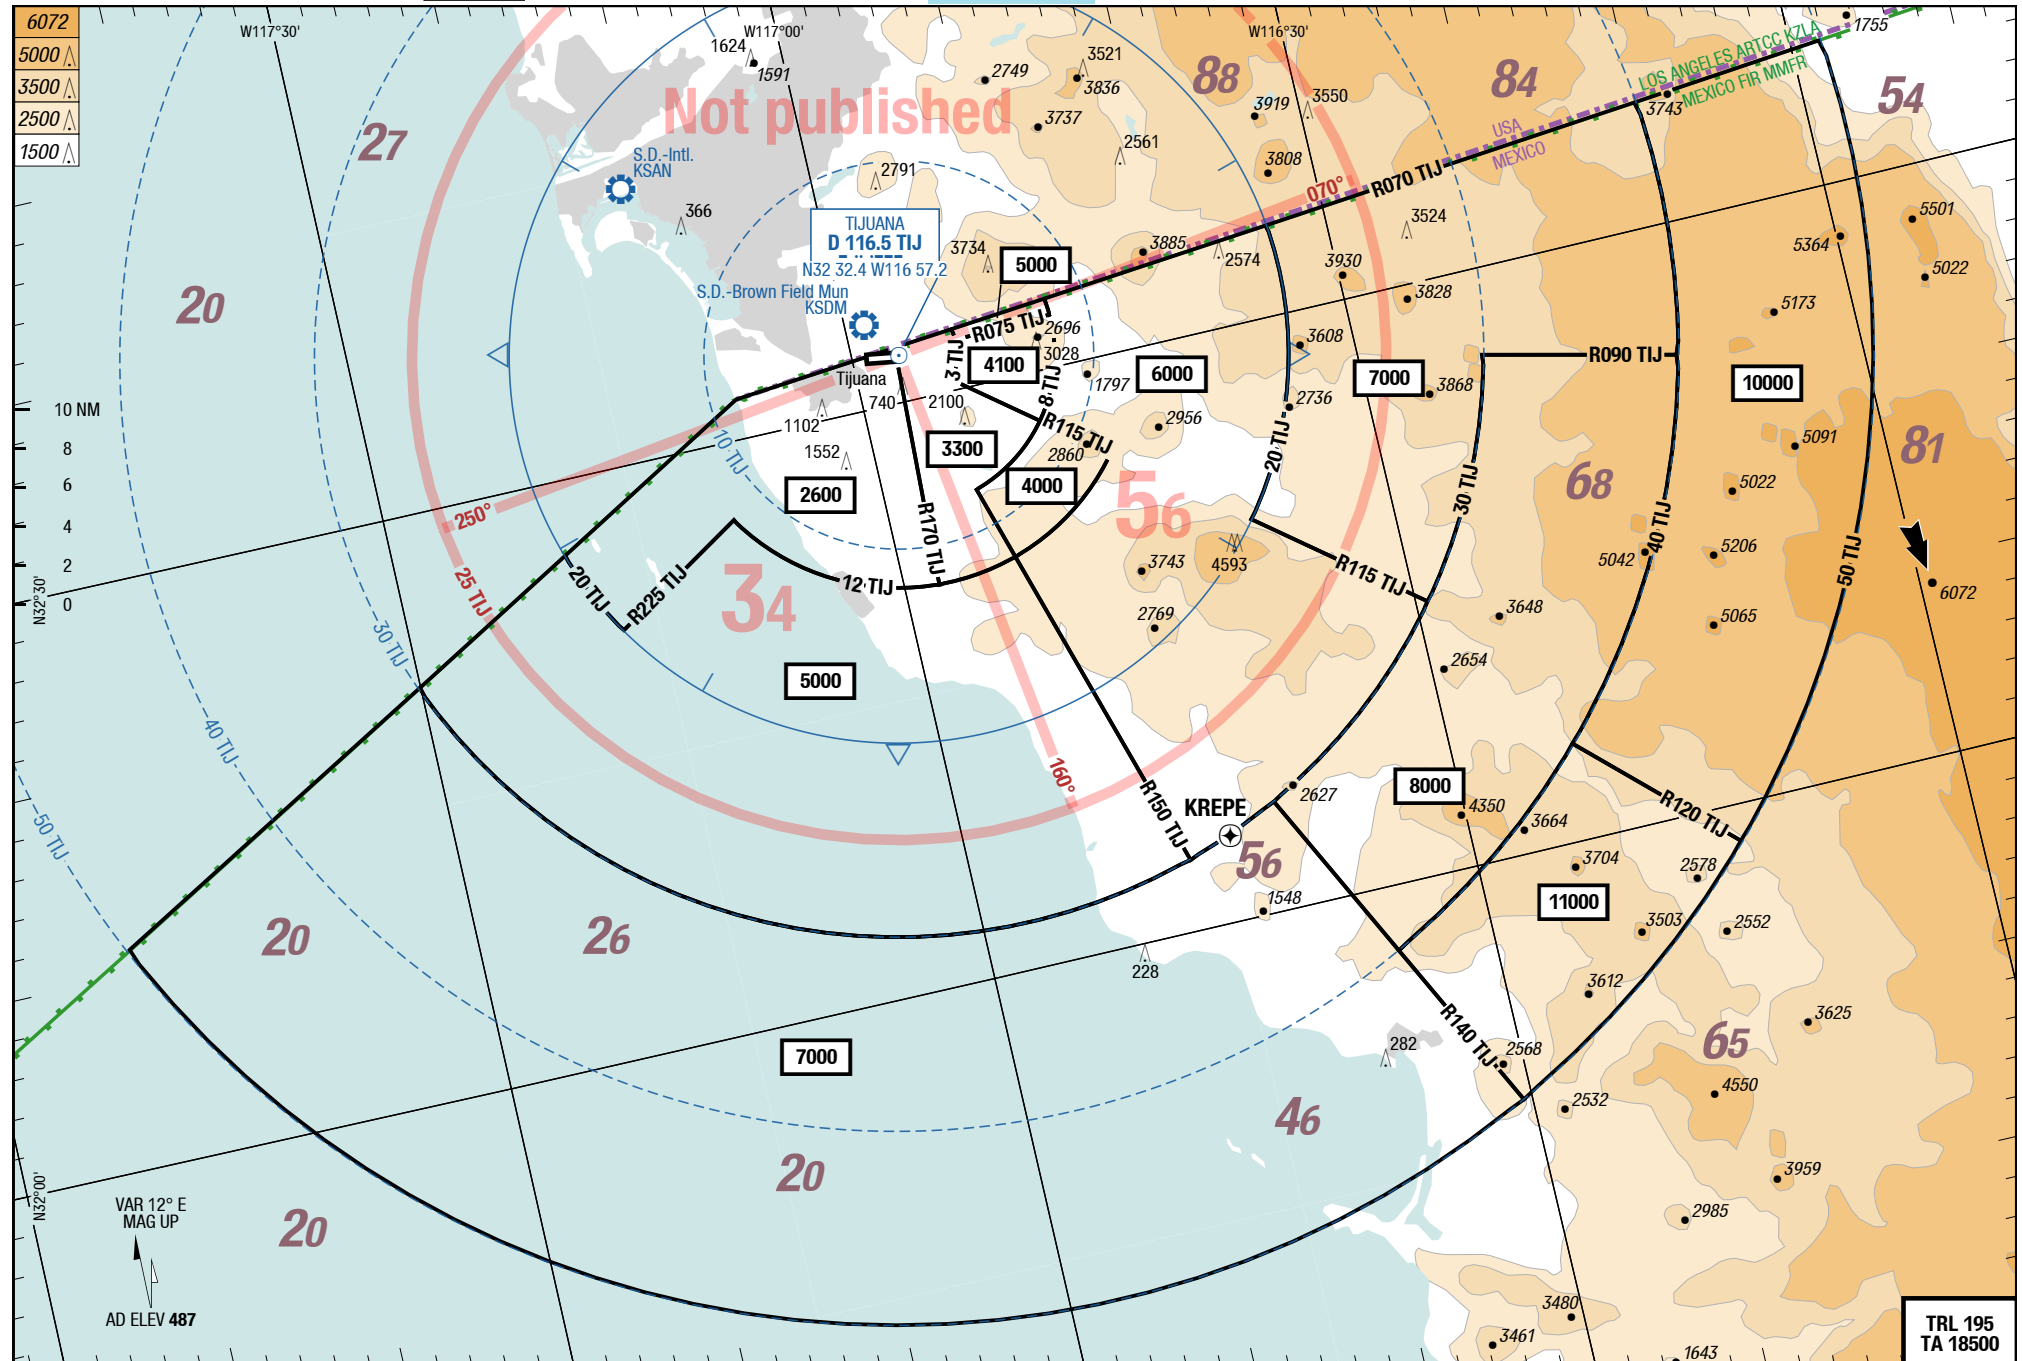 6072
5000
3500
2500
1500
W117°30'
W117°00'
W116°30'
1624
1591
2749
3521
3836
3737
2561
88
3919
3550
3808
84
LOS ANGELES ARTCC KZLA
MEXICO FIR MMFR
1755
3743
54
USA
MEXICO
27
Not published
S.D.-Intl.
KSAN
2791
366
TIJUANA
D 116.5 TIJ
N32 32.4 W116 57.2
S.D.-Brown Field Mun
KSDM
3734
5000
3885
2574
070°
R070 TIJ
3524
3930
3828
5501
5364
5022
5173
20
R075 TIJ
2696
3 TIJ
4100
3028
8 TIJ
1797
6000
3608
7000
3868
R090 TIJ
10000
Tijuana
740
2100
1102
1552
10 TIJ
3300
R115 TIJ
2860
2956
2736
20 TIJ
10 NM
8
6
4
2
0
2600
4000
R170 TIJ
56
30 TIJ
68
5091
81
5022
250°
N32°30'
25 TIJ
20 TIJ
R225 TIJ
34
12 TIJ
3743
4593
R115 TIJ
5042
40 TIJ
5206
50 TIJ
6072
2769
3648
5065
2654
30 TIJ
5000
40 TIJ
160°
R150 TIJ
KREPE
2627
8000
4350
3664
R120 TIJ
50 TIJ
56
3704
2578
1548
11000
3503
2552
20
26
228
3612
R140 TIJ
3625
7000
282
2568
65
4550
2532
46
20
3959
N32°00'
VAR 12° E
MAG UP
20
2985
AD ELEV 487
3480
3461
1643
TRL 195
TA 18500